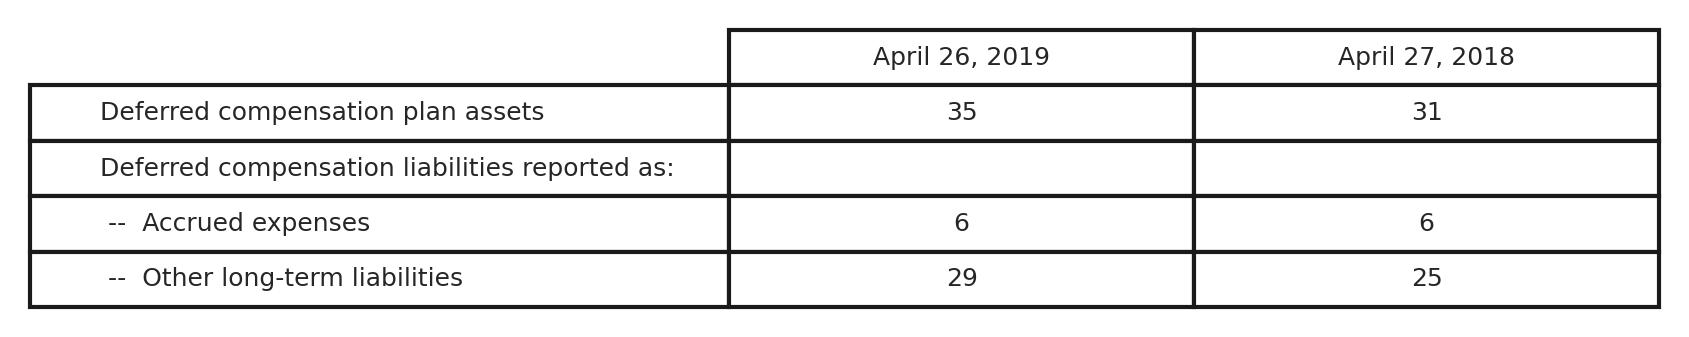 April 26, 2019 April 27, 2018
Deferred compensation plan assets 35 31
Deferred compensation liabilities reported as:
-- Accrued expenses 6 6
-- Other long-term liabilities 29 25